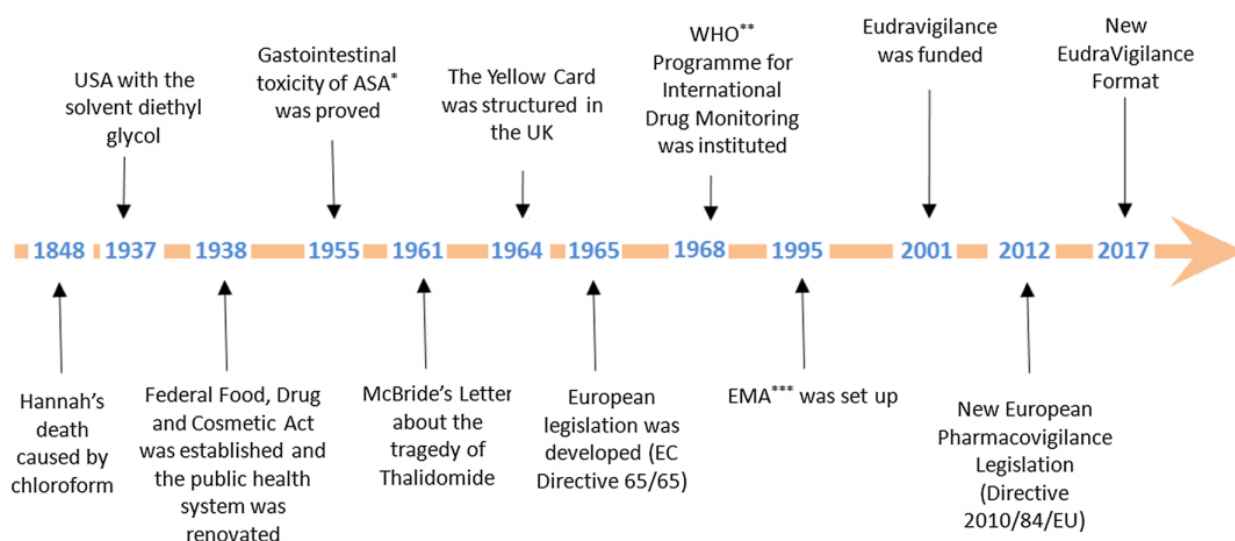 USA with the
solvent diethyl
glycol
Gastointestinal
toxicity of ASA*
was proved
The Yellow Card
was structured in
the UK
WHO**
Programme for
International
Drug Monitoring
was instituted
Eudravigilance
was funded
New
EudraVigilance
Format
1848 1937 1938 1955 1961 1964 1965 1968 1995 2001 2012 2017
Hannah's
death
caused by
chloroform
Federal Food, Drug
and Cosmetic Act
was established and
the public health
system was
renovated
McBride's Letter
about the
tragedy of
Thalidomide
European
legislation was
developed (EC
Directive 65/65)
EMA*** was set up
New European
Pharmacovigilance
Legislation
(Directive
2010/84/EU)